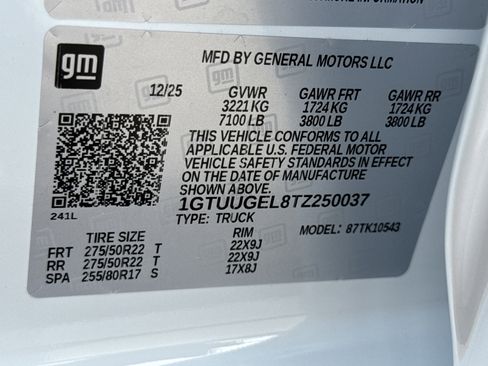 gm
MFD BY GENERAL MOTORS LLC
12/25 GVWR GAWR FRT GAWR RR
3221 KG 1724 KG 1724 KG
7100 LB 3800 LB 3800 LB
THIS VEHICLE CONFORMS TO ALL
APPLICABLE U.S. FEDERAL MOTOR
VEHICLE SAFETY STANDARDS IN EFFECT
ON THE DATE OF MANUFACTURE
SHOWN ABOVE.
241L 1GTUUGEL8TZ250037
TYPE: TRUCK MODEL: 87TK10543
TIRE SIZE RIM
FRT 275/50R22 T 22X9J
RR 275/50R22 T 22X9J
SPA 255/80R17 S 17X8J